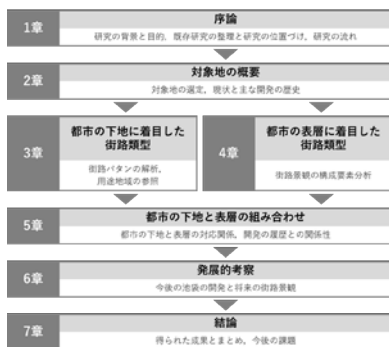 1章
序論
研究の背景と目的，既存研究の整理と研究の位置づけ，研究の流れ
2章
対象地の概要
対象地の選定，現状と主な開発の歴史
3章
都市の下地に着目した
街路類型
街路パタンの解析，
用途地域の参照
4章
都市の表層に着目した
街路類型
街路景観の構成要素分析
5章
都市の下地と表層の組み合わせ
都市の下地と表層の対応関係，開発の履歴との関係性
6章
発展的考察
今後の池袋の開発と将来の街路景観
7章
結論
得られた成果とまとめ，今後の課題